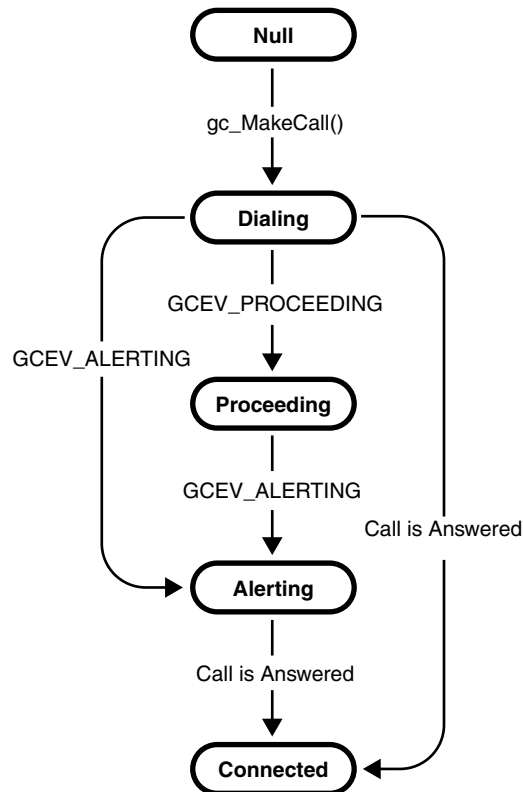 Null
gc_MakeCall()
Dialing
GCEV_PROCEEDING
GCEV_ALERTING
Proceeding
GCEV_ALERTING
Call is Answered
Alerting
Call is Answered
Connected